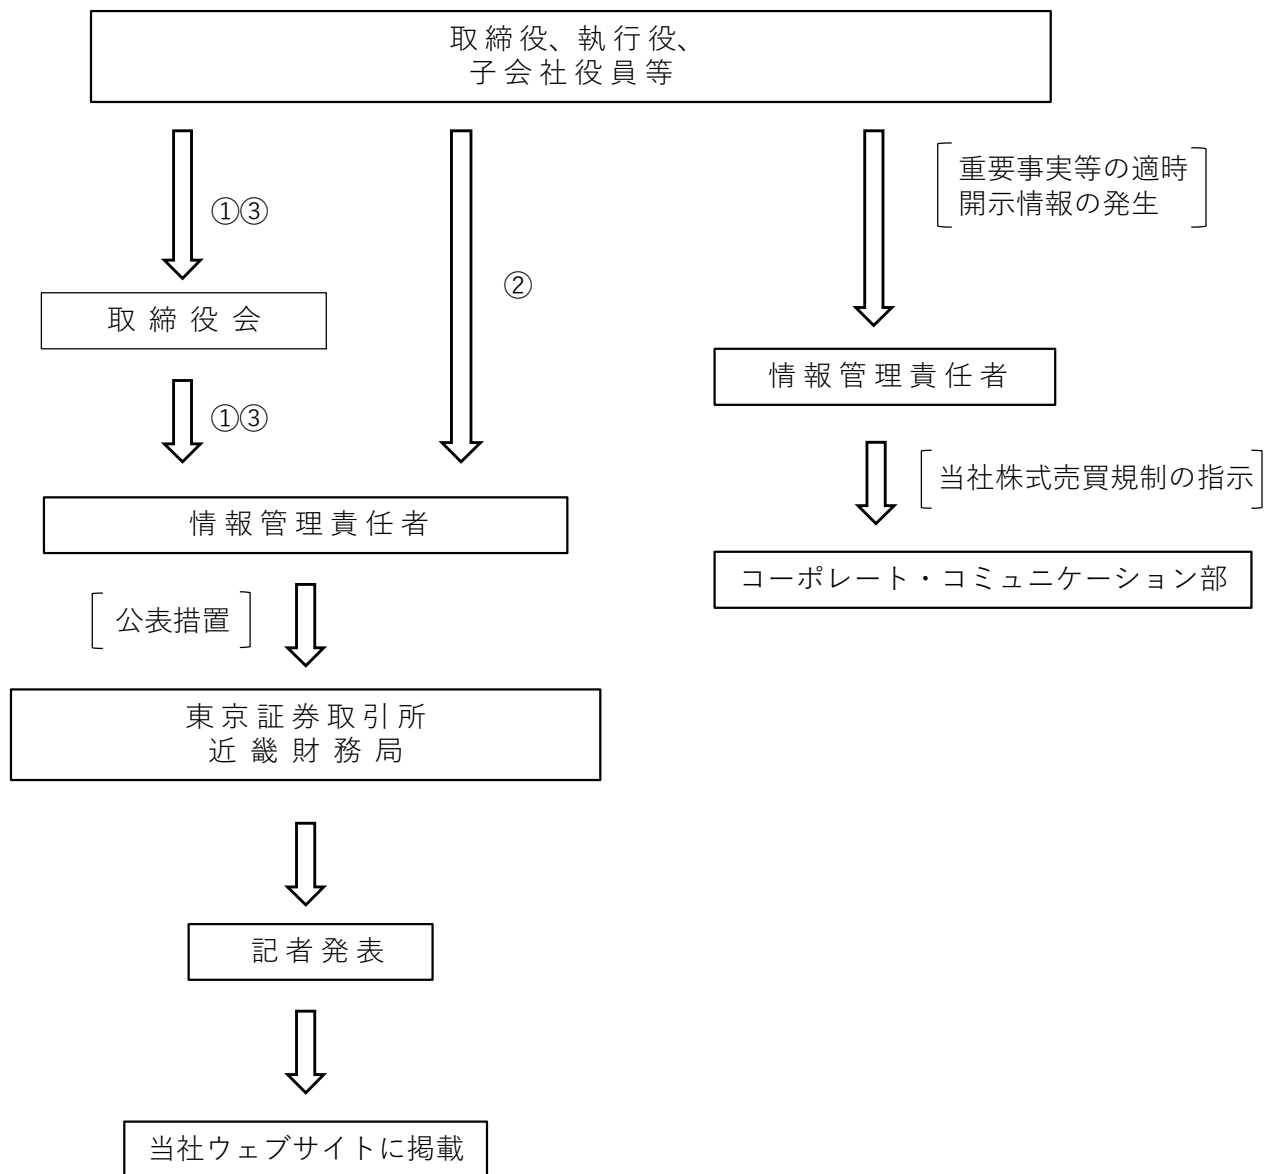 取締役、執行役、
子会社役員等
①③
②
重要事実等の適時
開示情報の発生
取締役会
①③
情報管理責任者
当社株式売買規制の指示
情報管理責任者
コーポレート・コミュニケーション部
公表措置
東京証券取引所
近畿財務局
記者発表
当社ウェブサイトに掲載